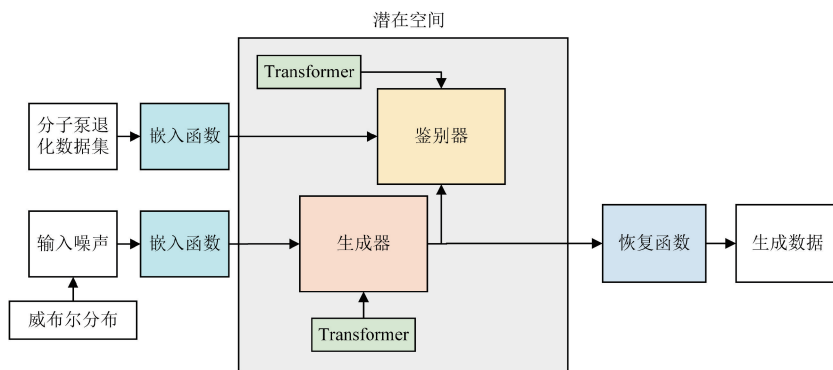 潜在空间
Transformer
分子泵退
化数据集
嵌入函数
鉴别器
输入噪声
嵌入函数
生成器
恢复函数
生成数据
威布尔分布
Transformer